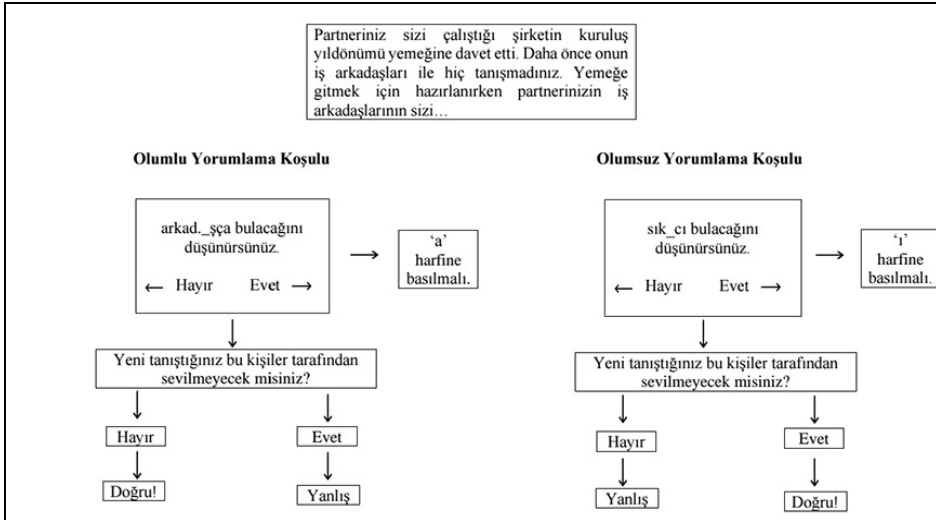 Partneriniz sizi çalıştığı şirketin kuruluş
yıldönümü yemeğine davet etti. Daha önce onun
iş arkadaşları ile hiç tanışmadınız. Yemeğe
gitmek için hazırlanırken partnerinizin iş
arkadaşlarının sizi…
Olumlu Yorumlama Koşulu
arkad._şça bulacağını
düşünürsünüz.
← Hayır Evet →
‘a’
harfine
basılmalı.
Yeni tanıştığınız bu kişiler tarafından
sevilmeyecek misiniz?
Hayır Evet
Doğru! Yanlış
Olumsuz Yorumlama Koşulu
sık_cı bulacağını
düşünürsünüz.
← Hayır Evet →
‘ı’
harfine
basılmalı.
Yeni tanıştığınız bu kişiler tarafından
sevilmeyecek misiniz?
Hayır Evet
Yanlış Doğru!